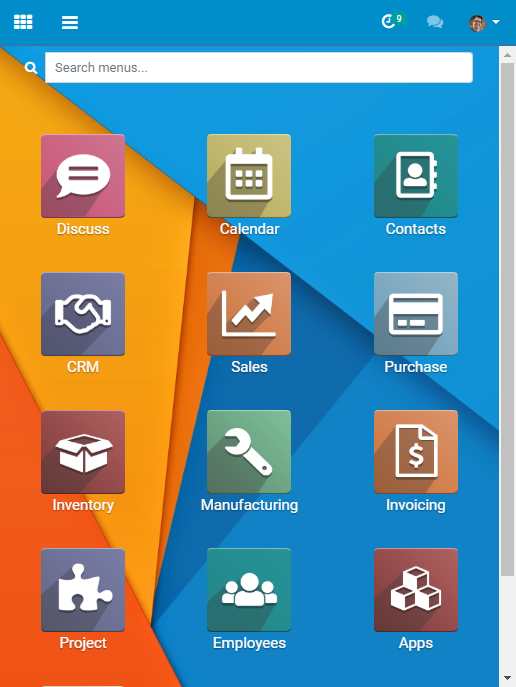 9
Search menus...
Discuss
Calendar
Contacts
CRM
Sales
Purchase
Inventory
Manufacturing
Invoicing
Project
Employees
Apps